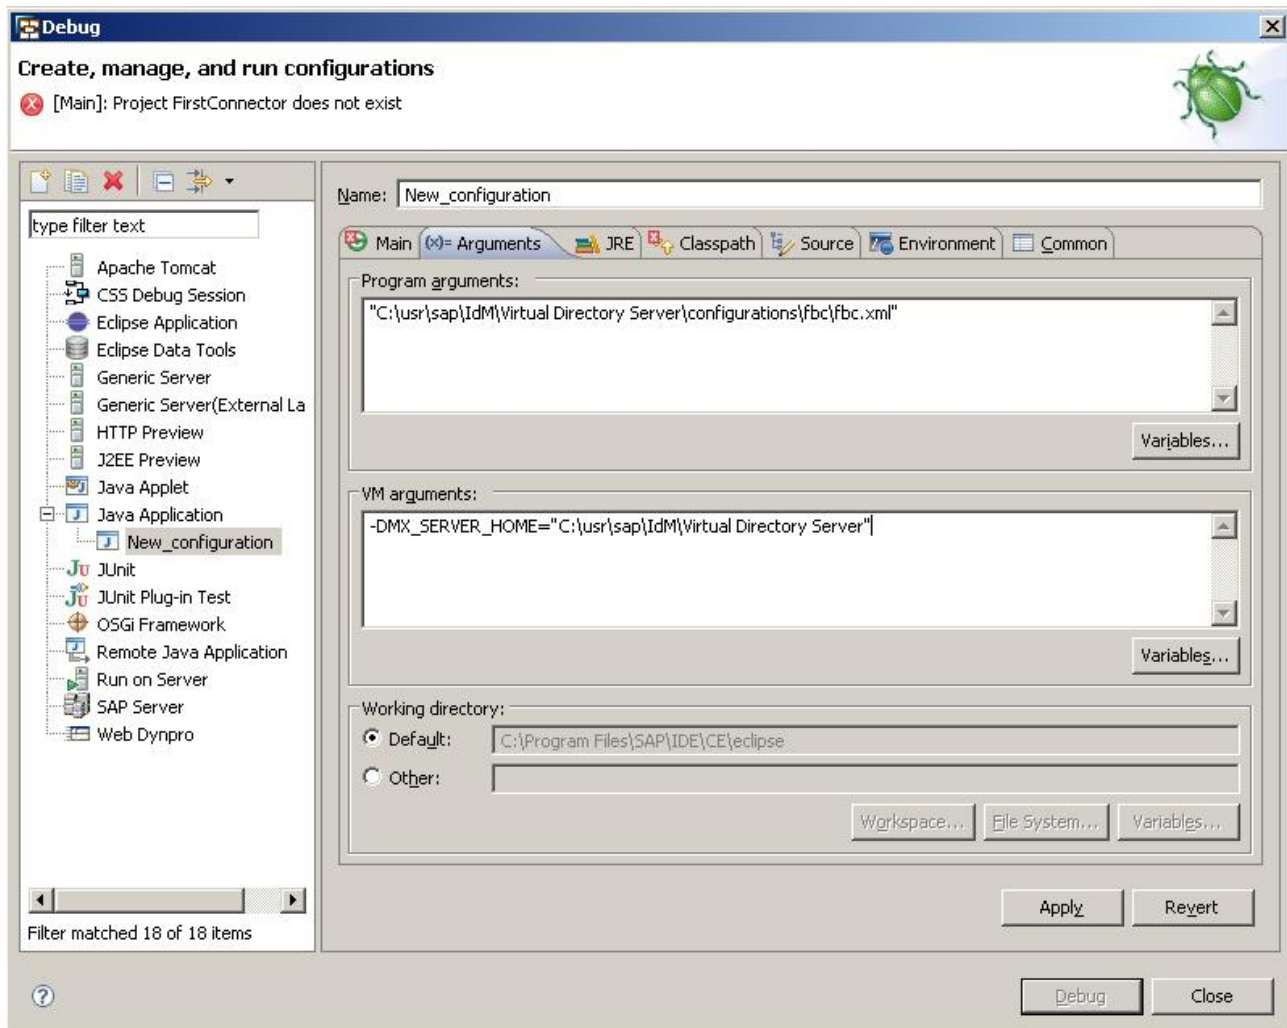 Debug
Create, manage, and run configurations
[Main]: Project FirstConnector does not exist
type filter text
Apache Tomcat
CSS Debug Session
Eclipse Application
Eclipse Data Tools
Generic Server
Generic Server(External La
HTTP Preview
J2EE Preview
Java Applet
Java Application
New_configuration
JUnit
JUnit Plug-in Test
OSGi Framework
Remote Java Application
Run on Server
SAP Server
Web Dynpro
Filter matched 18 of 18 items
Name: New_configuration
Main (x)= Arguments JRE Classpath Source Environment Common
Program arguments:
"C:\usr\sap\IdM\Virtual Directory Server\configurations\fbc\fbc.xml"
Variables...
VM arguments:
-DMX_SERVER_HOME="C:\usr\sap\IdM\Virtual Directory Server"
Variables...
Working directory:
Default: C:\Program Files\SAP\IDE\CE\eclipse
Other:
Workspace... File System... Variables...
Apply Revert
Debug Close